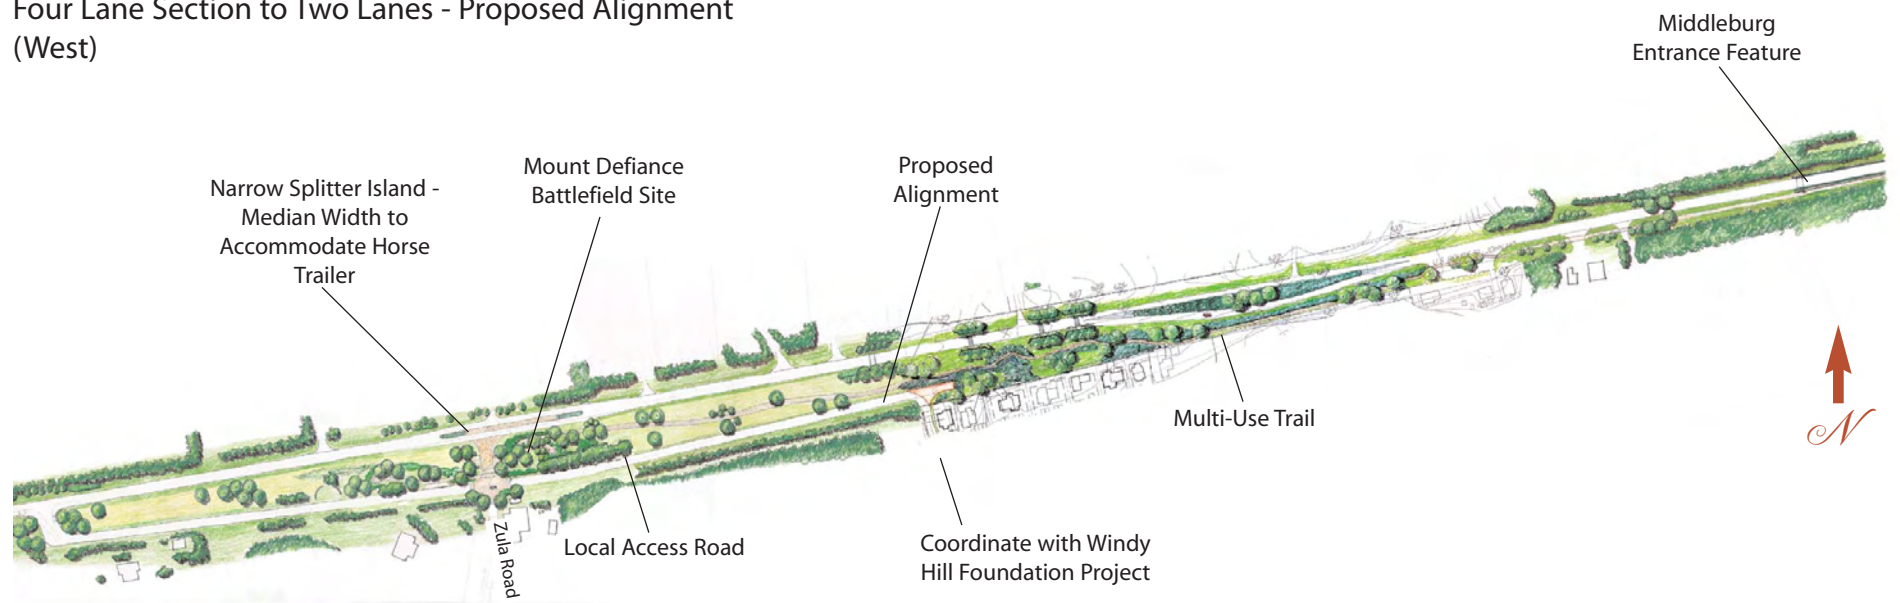 Four Lane Section to Two Lanes - Proposed Alignment
(West)
Middleburg
Entrance Feature
Narrow Splitter Island -
Median Width to
Accommodate Horse
Trailer
Mount Defiance
Battlefield Site
Proposed
Alignment
Multi-Use Trail
N
Zula Road
Local Access Road
Coordinate with Windy
Hill Foundation Project